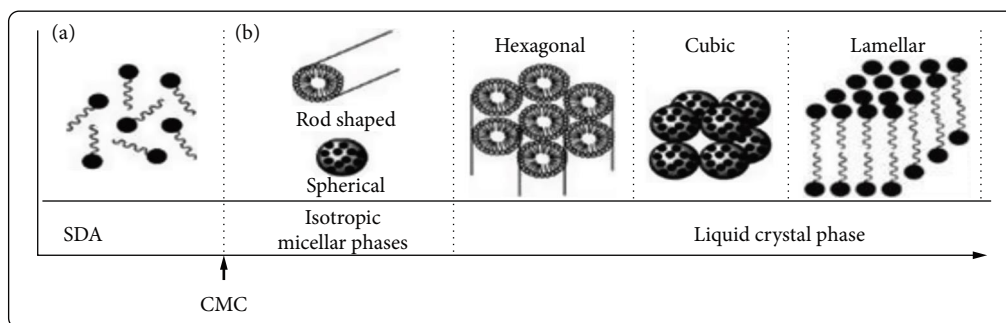 (a)
(b)
Hexagonal
Cubic
Lamellar
Rod shaped
Spherical
SDA
Isotropic
micellar phases
Liquid crystal phase
CMC